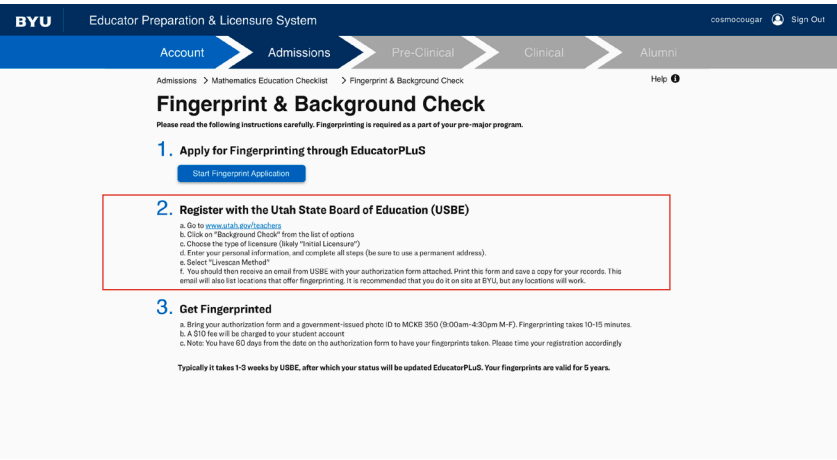 BYU Educator Preparation & Licensure System cosmocougar Sign Out
Account Admissions Pre-Clinical Clinical Alumni
Admissions > Mathematics Education Checklist > Fingerprint & Background Check Help
Fingerprint & Background Check
Please read the following instructions carefully. Fingerprinting is required as a part of your pre-major program.
1. Apply for Fingerprinting through EducatorPLuS
Start Fingerprint Application
2. Register with the Utah State Board of Education (USBE)
a. Go to www.utah.gov/teachers
b. Click on "Background Check" from the list of options
c. Choose the type of licensure (likely "Initial Licensure")
d. Enter your personal information, and complete all steps (be sure to use a permanent address).
e. Select "Livescan Method"
f. You should then receive an email from USBE with your authorization form attached. Print this form and save a copy for your records. This
email will also list locations that offer fingerprinting. It is recommended that you do it on site at BYU, but any locations will work.
3. Get Fingerprinted
a. Bring your authorization form and a government-issued photo ID to MCKB 350 (9:00am-4:30pm M-F). Fingerprinting takes 10-15 minutes.
b. A $10 fee will be charged to your student account
c. Note: You have 60 days from the date on the authorization form to have your fingerprints taken. Please time your registration accordingly
Typically it takes 1-3 weeks by USBE, after which your status will be updated EducatorPLuS. Your fingerprints are valid for 5 years.